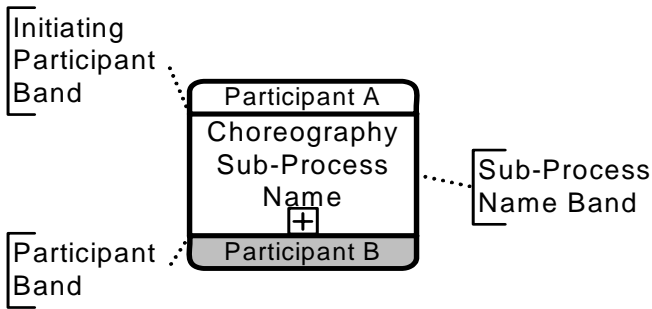 Initiating
Participant
Band
Participant A
Choreography
Sub-Process
Name
Sub-Process
Name Band
Participant B
Participant
Band